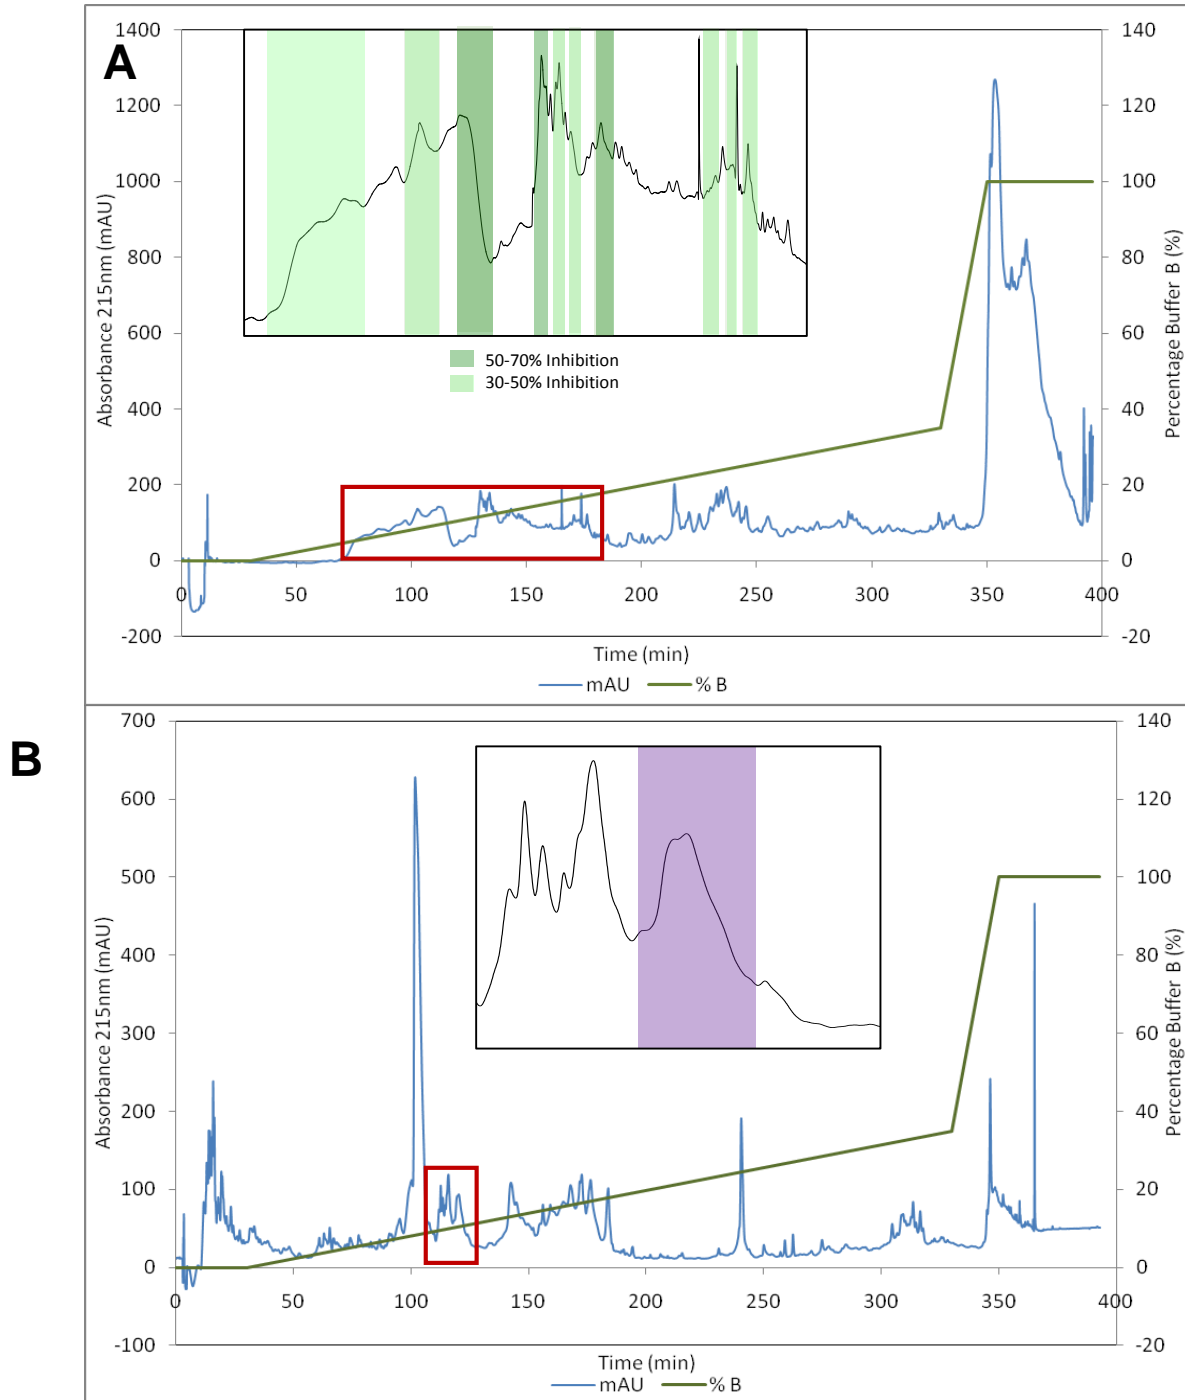 A
1400
1200
1000
800
600
400
200
0
-200
140
120
100
80
60
40
20
0
-20
Absorbance 215nm (mAU)
Percentage Buffer B (%)
50-70% Inhibition
30-50% Inhibition
0 50 100 150 200 250 300 350 400
Time (min)
mAU % B
B
700
600
500
400
300
200
100
0
-100
140
120
100
80
60
40
20
0
-20
Absorbance 215nm (mAU)
Percentage Buffer B (%)
0 50 100 150 200 250 300 350 400
Time (min)
mAU % B